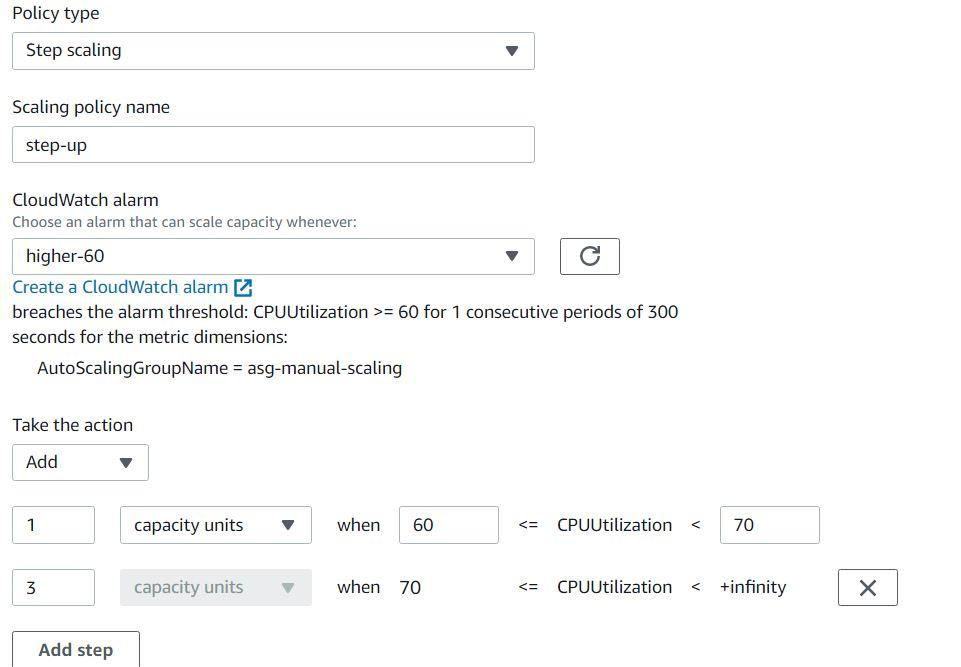 Policy type
Step scaling
Scaling policy name
step-up
CloudWatch alarm
Choose an alarm that can scale capacity whenever:
higher-60
Create a CloudWatch alarm
breaches the alarm threshold: CPUUtilization >= 60 for 1 consecutive periods of 300
seconds for the metric dimensions:
AutoScalingGroupName = asg-manual-scaling
Take the action
Add
1 capacity units when 60 <= CPUUtilization < 70
3 capacity units when 70 <= CPUUtilization < +infinity
Add step